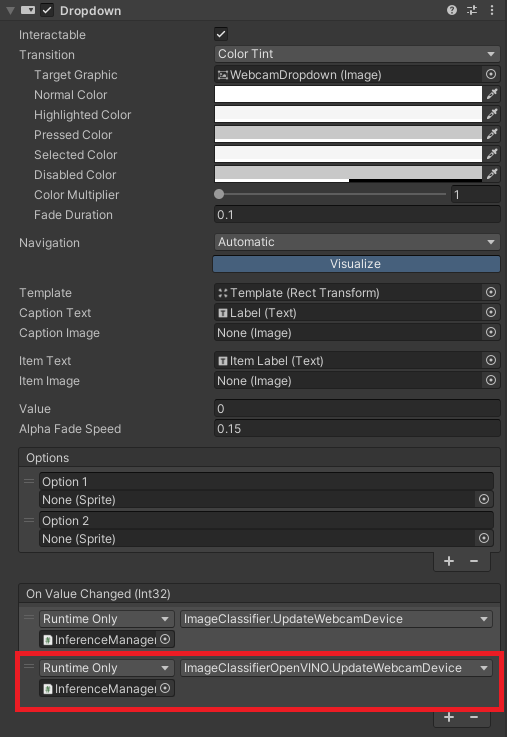 Dropdown
Interactable
Transition Color Tint
Target Graphic WebcamDropdown (Image)
Normal Color
Highlighted Color
Pressed Color
Selected Color
Disabled Color
Color Multiplier 1
Fade Duration 0.1
Navigation Automatic
Visualize
Template Template (Rect Transform)
Caption Text Label (Text)
Caption Image None (Image)
Item Text Item Label (Text)
Item Image None (Image)
Value 0
Alpha Fade Speed 0.15
Options
Option 1
None (Sprite)
Option 2
None (Sprite)
On Value Changed (Int32)
Runtime Only ImageClassifier.UpdateWebcamDevice
InferenceManager
Runtime Only ImageClassifierOpenVINO.UpdateWebcamDevice
InferenceManager